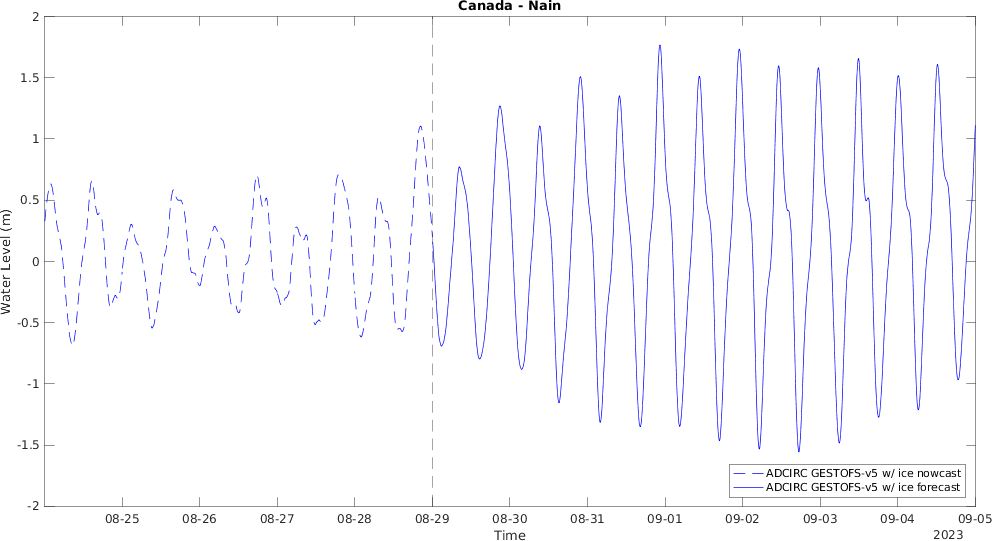 Canada - Nain
2
1.5
1
0.5
0
-0.5
-1
-1.5
-2
Water Level (m)
ADCIRC GESTOFS-v5 w/ ice nowcast
ADCIRC GESTOFS-v5 w/ ice forecast
08-25 08-26 08-27 08-28 08-29 08-30 08-31 09-01 09-02 09-03 09-04 09-05
Time
2023